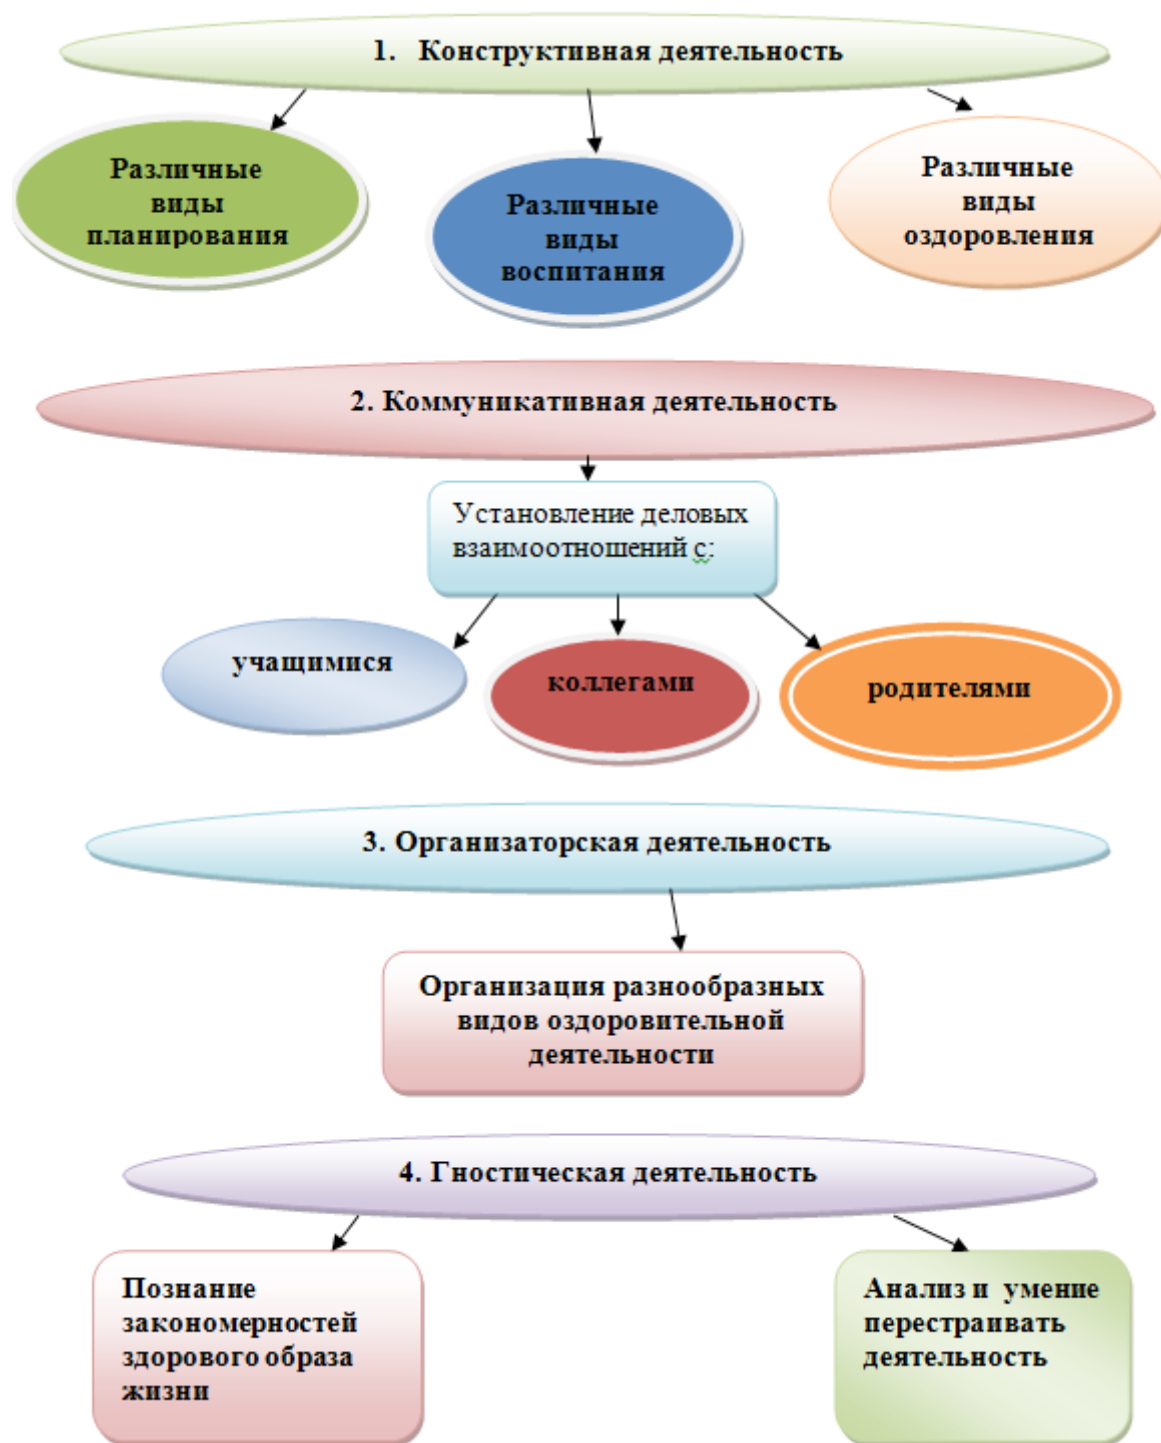 1. Конструктивная деятельность
Различные
виды
планирования
Различные
виды
воспитания
Различные
виды
оздоровления
2. Коммуникативная деятельность
Установление деловых
взаимоотношений с:
учащимися
коллегами
родителями
3. Организаторская деятельность
Организация разнообразных
видов оздоровительной
деятельности
4. Гностическая деятельность
Познание
закономерностей
здорового образа
жизни
Анализ и умение
перестраивать
деятельность